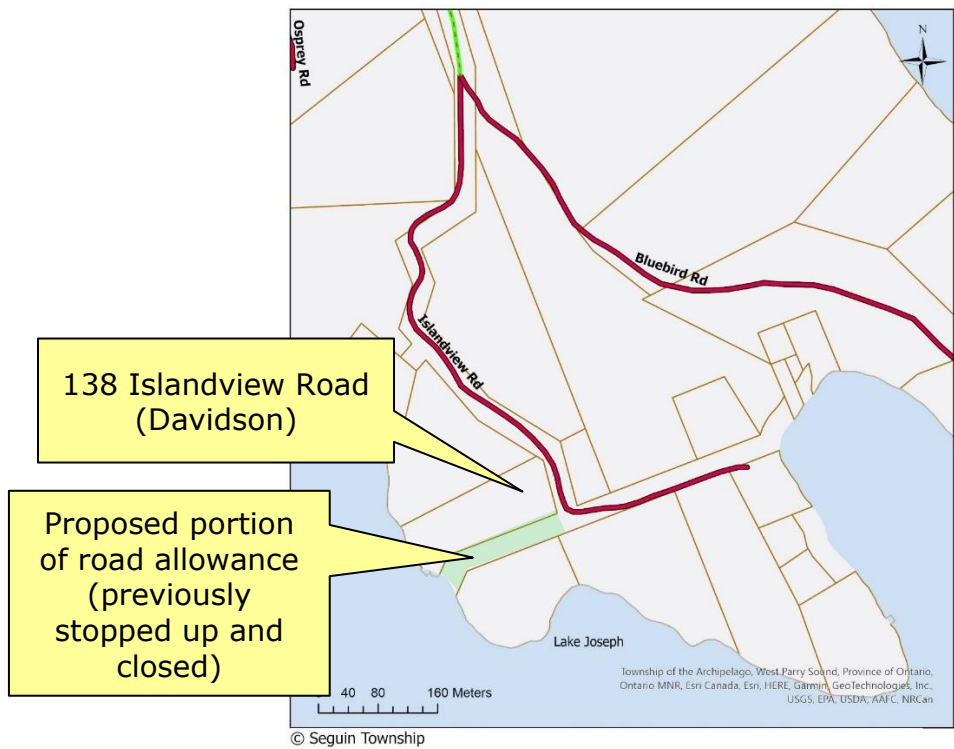 Osprey Rd
N
Bluebird Rd
Islandview Rd
138 Islandview Road
(Davidson)
Proposed portion
of road allowance
(previously
stopped up and
closed)
Lake Joseph
Township of the Archipelago, West Parry Sound, Province of Ontario,
Ontario MNR, Esri Canada, Esri, HERE, Garmin, GeoTechnologies, Inc.,
USGS, EPA, USDA, AAFC, NRCan
40 80 160 Meters
© Seguin Township